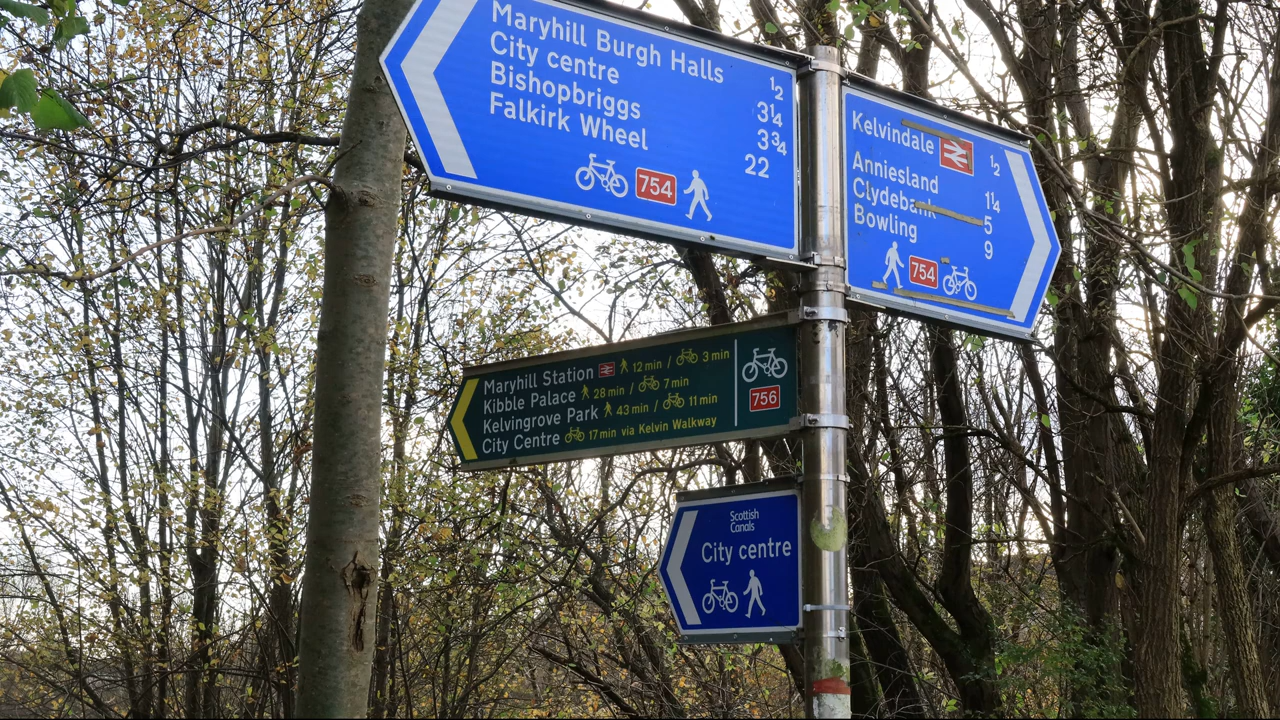 Maryhill Burgh Halls ½
City centre 3¼
Bishopbriggs 3¾
Falkirk Wheel 22
754
Kelvindale ½
Anniesland 1¼
Clydebank 5
Bowling 9
754
Maryhill Station 12 min / 3 min
Kibble Palace 28 min / 7 min
Kelvingrove Park 43 min / 11 min
City Centre 17 min via Kelvin Walkway
756
Scottish
Canals
City centre